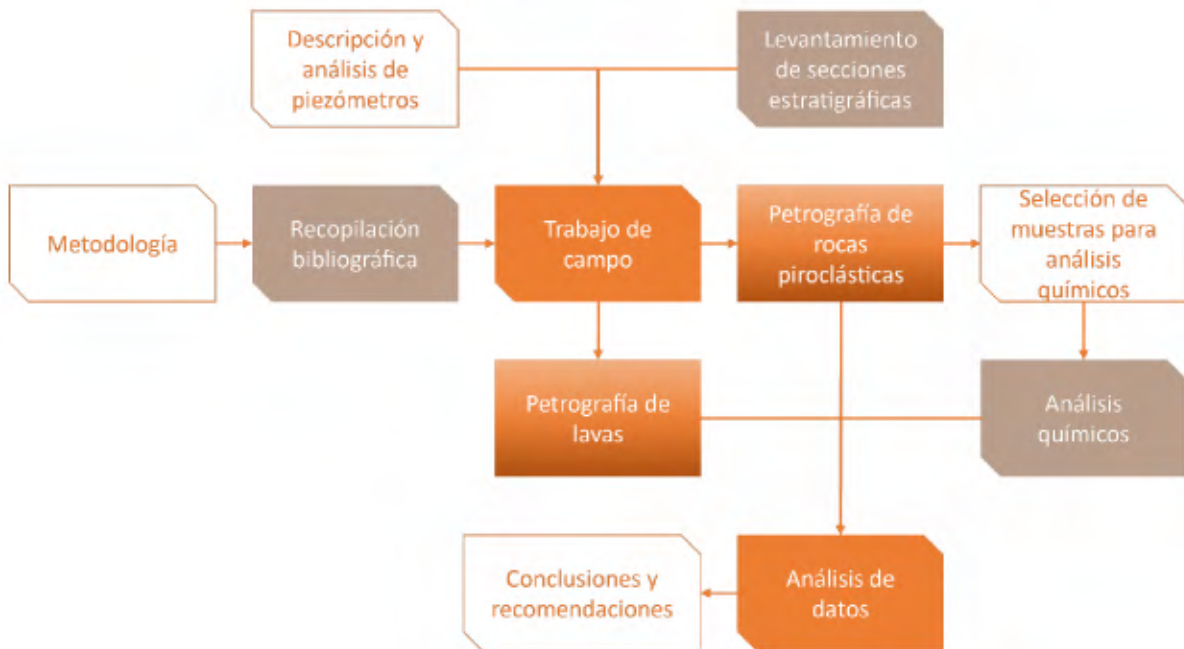 Descripción y
análisis de
piezómetros
Levantamiento
de secciones
estratigráficas
Metodología
Recopilación
bibliográfica
Trabajo de
campo
Petrografía de
rocas
piroclásticas
Selección de
muestras para
análisis
químicos
Petrografía de
lavas
Análisis
químicos
Conclusiones y
recomendaciones
Análisis de
datos